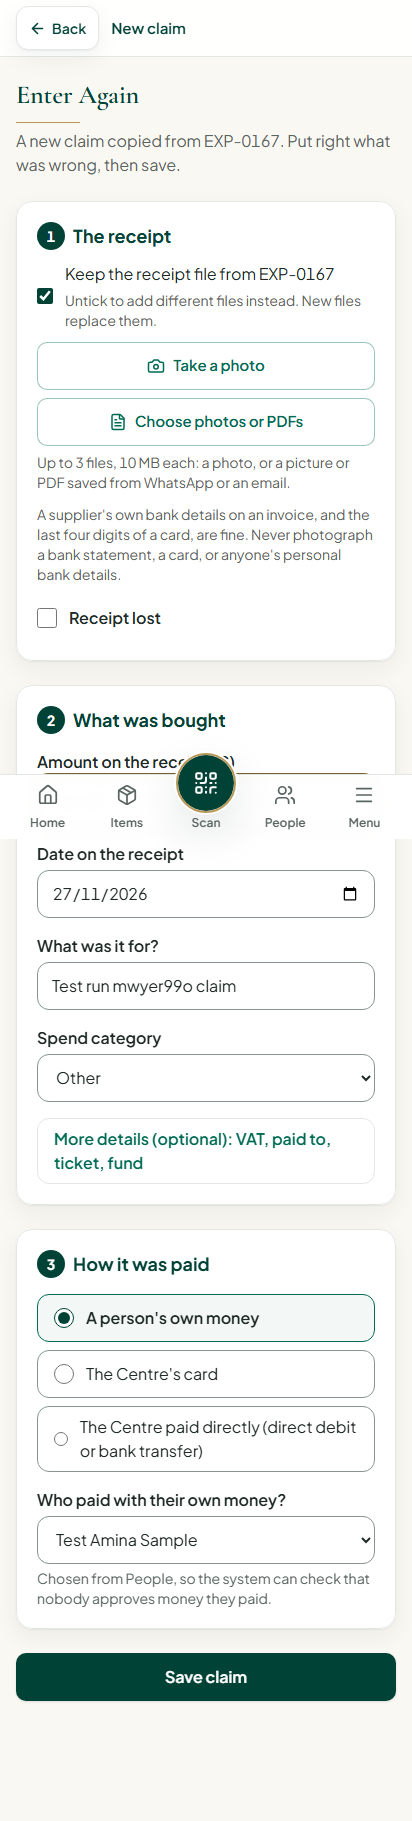 Back
New claim
Enter Again
A new claim copied from EXP-0167. Put right what
was wrong, then save.
1 The receipt
Keep the receipt file from EXP-0167
Untick to add different files instead. New files
replace them.
Take a photo
Choose photos or PDFs
Up to 3 files, 10 MB each: a photo, or a picture or
PDF saved from WhatsApp or an email.
A supplier's own bank details on an invoice, and the
last four digits of a card, are fine. Never photograph
a bank statement, a card, or anyone's personal
bank details.
Receipt lost
2 What was bought
Amount on the
Home
Items
Scan
People
Menu
Date on the receipt
27/11/2026
What was it for?
Test run mwyer99o claim
Spend category
Other
More details (optional): VAT, paid to,
ticket, fund
3 How it was paid
A person's own money
The Centre's card
The Centre paid directly (direct debit
or bank transfer)
Who paid with their own money?
Test Amina Sample
Chosen from People, so the system can check that
nobody approves money they paid.
Save claim